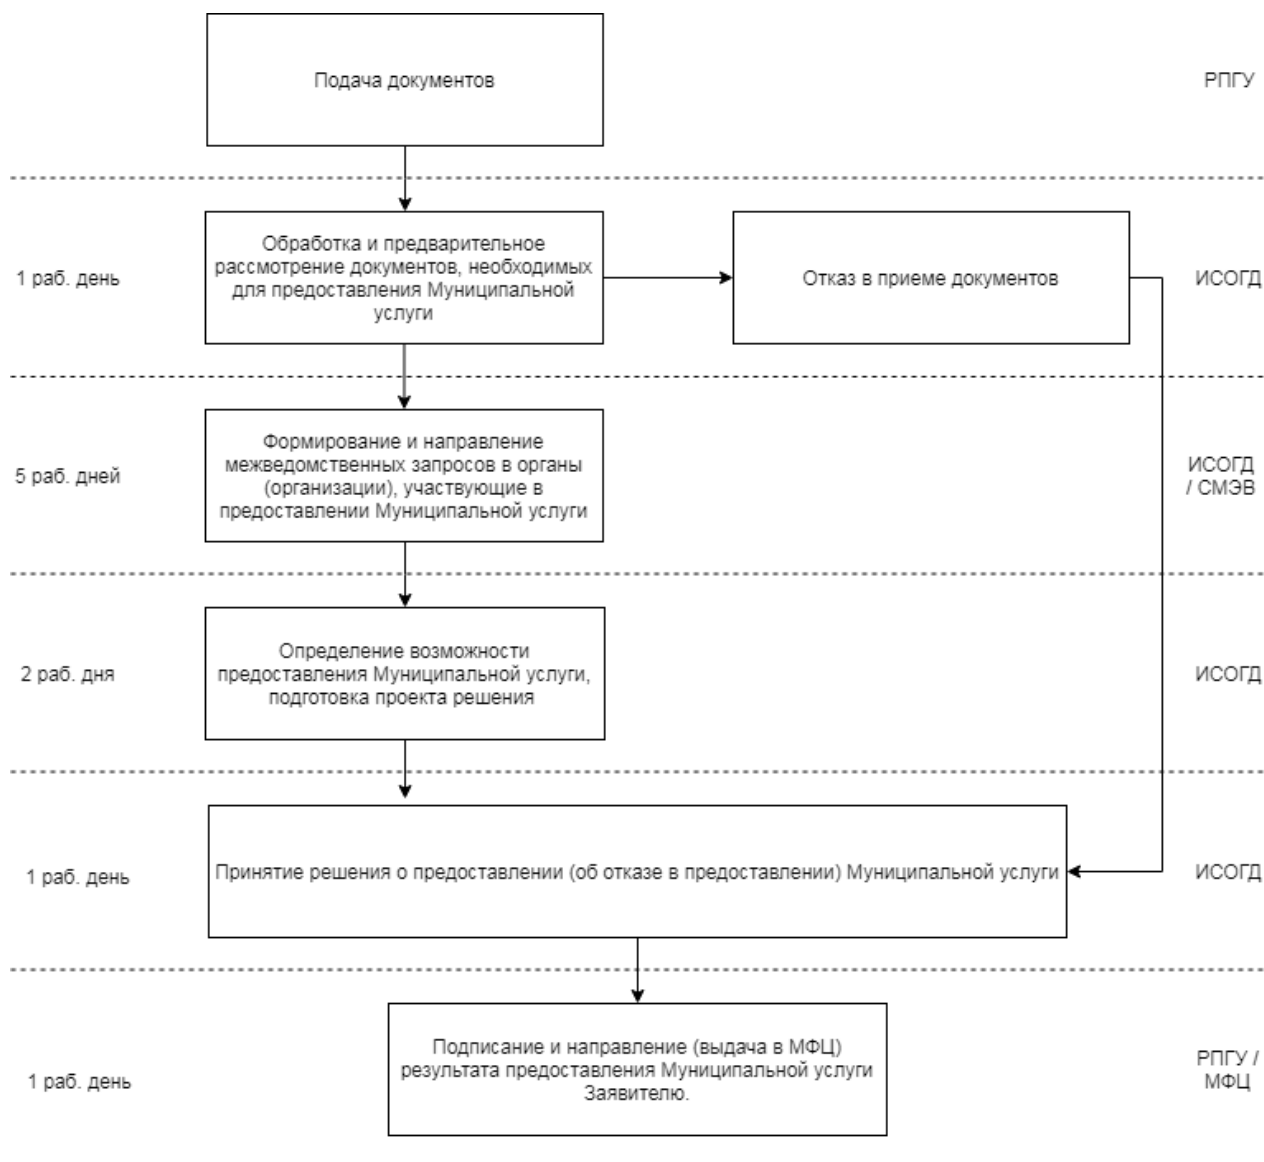 Подача документов
РПГУ
1 раб. день
Обработка и предварительное
рассмотрение документов, необходимых
для предоставления Муниципальной
услуги
Отказ в приеме документов
ИСОГД
5 раб. дней
Формирование и направление
межведомственных запросов в органы
(организации), участвующие в
предоставлении Муниципальной услуги
ИСОГД
/ СМЭВ
2 раб. дня
Определение возможности
предоставления Муниципальной услуги,
подготовка проекта решения
ИСОГД
1 раб. день
Принятие решения о предоставлении (об отказе в предоставлении) Муниципальной услуги
ИСОГД
1 раб. день
Подписание и направление (выдача в МФЦ)
результата предоставления Муниципальной услуги
Заявителю.
РПГУ /
МФЦ